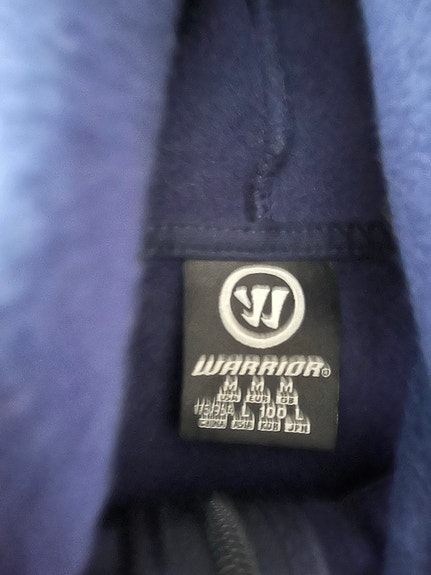 W
WARRIOR®
M M M
USA EUR GB
L 100 L
CHINA ASIA KOR JPN